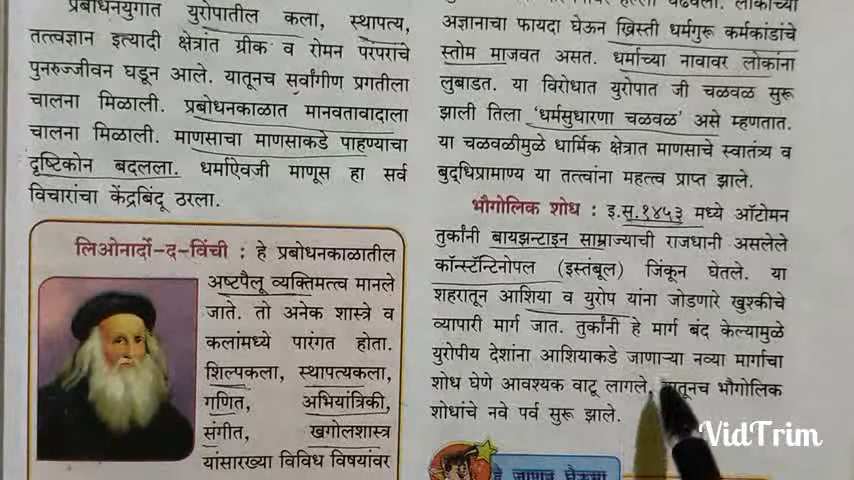 प्रबोधनयुगात युरोपातील कला, स्थापत्य,
तत्त्वज्ञान इत्यादी क्षेत्रांत ग्रीक व रोमन परंपरांचे
पुनरुज्जीवन घडून आले. यातूनच सर्वांगीण प्रगतीला
चालना मिळाली. प्रबोधनकाळात मानवतावादाला
चालना मिळाली. माणसाचा माणसाकडे पाहण्याचा
दृष्टिकोन बदलला. धर्माऐवजी माणूस हा सर्व
विचारांचा केंद्रबिंदू ठरला.
लिओनार्दो-द-विंची : हे प्रबोधनकाळातील
अष्टपैलू व्यक्तिमत्त्व मानले
जाते. तो अनेक शास्त्रे व
कलांमध्ये पारंगत होता.
शिल्पकला, स्थापत्यकला,
गणित, अभियांत्रिकी,
संगीत, खगोलशास्त्र
यांसारख्या विविध विषयांवर
अज्ञानाचा फायदा घेऊन ख्रिस्ती धर्मगुरू कर्मकांडांचे
स्तोम माजवत असत. धर्माच्या नावावर लोकांना
लुबाडत. या विरोधात युरोपात जी चळवळ सुरू
झाली तिला 'धर्मसुधारणा चळवळ' असे म्हणतात.
या चळवळीमुळे धार्मिक क्षेत्रात माणसाचे स्वातंत्र्य व
बुद्धिप्रामाण्य या तत्त्वांना महत्त्व प्राप्त झाले.
भौगोलिक शोध : इ.स.१४५३ मध्ये ऑटोमन
तुर्कांनी बायझन्टाइन साम्राज्याची राजधानी असलेले
कॉन्स्टॅन्टिनोपल (इस्तंबूल) जिंकून घेतले. या
शहरातून आशिया व युरोप यांना जोडणारे खुश्कीचे
व्यापारी मार्ग जात. तुर्कांनी हे मार्ग बंद केल्यामुळे
युरोपीय देशांना आशियाकडे जाणाऱ्या नव्या मार्गाचा
शोध घेणे आवश्यक वाटू लागले, यातूनच भौगोलिक
शोधांचे नवे पर्व सुरू झाले.
VidTrim